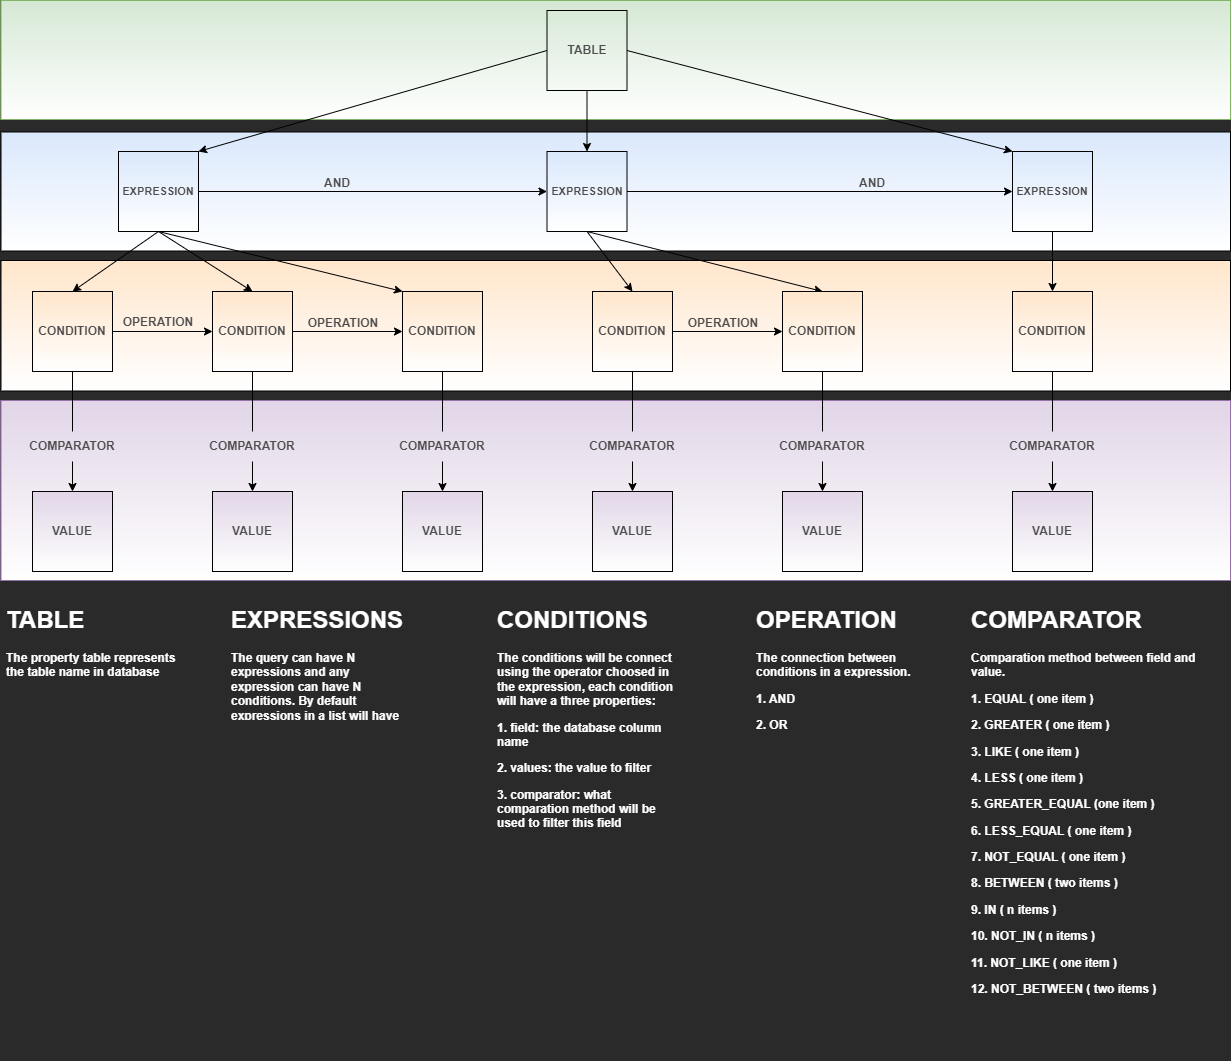 TABLE
AND
AND
EXPRESSION
EXPRESSION
EXPRESSION
OPERATION
OPERATION
OPERATION
CONDITION
CONDITION
CONDITION
CONDITION
CONDITION
CONDITION
COMPARATOR
COMPARATOR
COMPARATOR
COMPARATOR
COMPARATOR
COMPARATOR
VALUE
VALUE
VALUE
VALUE
VALUE
VALUE
TABLE
The property table represents
the table name in database
EXPRESSIONS
The query can have N
expressions and any
expression can have N
conditions. By default
expressions in a list will have
CONDITIONS
The conditions will be connect
using the operator choosed in
the expression, each condition
will have a three properties:
1. field: the database column
name
2. values: the value to filter
3. comparator: what
comparation method will be
used to filter this field
OPERATION
The connection between
conditions in a expression.
1. AND
2. OR
COMPARATOR
Comparation method between field and
value.
1. EQUAL ( one item )
2. GREATER ( one item )
3. LIKE ( one item )
4. LESS ( one item )
5. GREATER_EQUAL (one item )
6. LESS_EQUAL ( one item )
7. NOT_EQUAL ( one item )
8. BETWEEN ( two items )
9. IN ( n items )
10. NOT_IN ( n items )
11. NOT_LIKE ( one item )
12. NOT_BETWEEN ( two items )